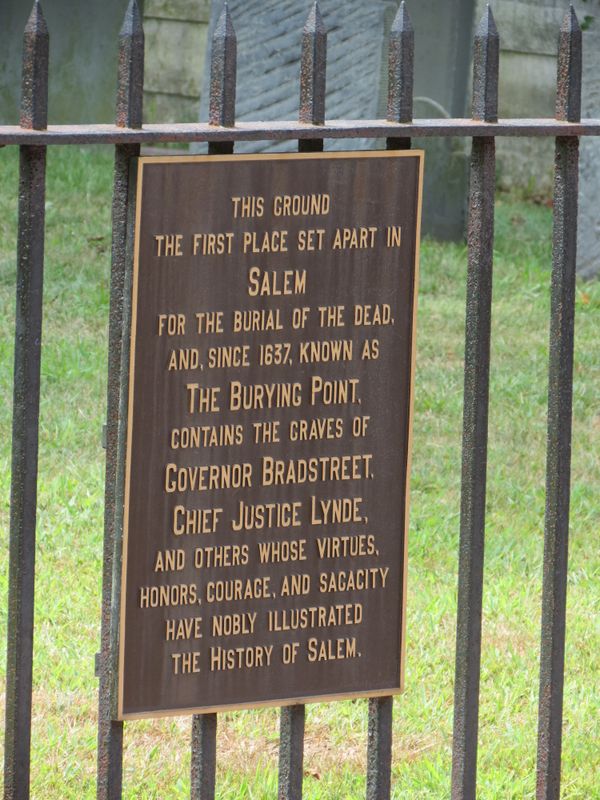 THIS GROUND
THE FIRST PLACE SET APART IN
SALEM
FOR THE BURIAL OF THE DEAD,
AND, SINCE 1637, KNOWN AS
THE BURYING POINT,
CONTAINS THE GRAVES OF
GOVERNOR BRADSTREET,
CHIEF JUSTICE LYNDE,
AND OTHERS WHOSE VIRTUES,
HONORS, COURAGE, AND SAGACITY
HAVE NOBLY ILLUSTRATED
THE HISTORY OF SALEM.